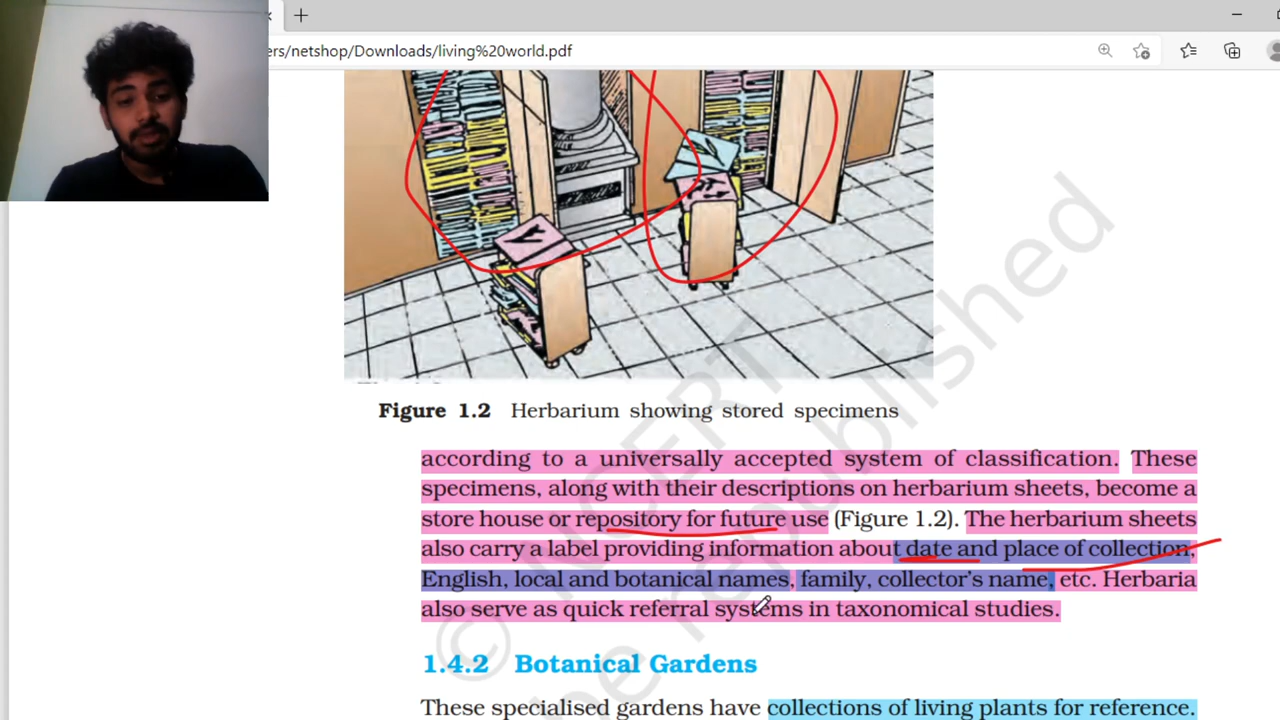 ers/netshop/Downloads/living%20world.pdf
Figure 1.2 Herbarium showing stored specimens
according to a universally accepted system of classification. These
specimens, along with their descriptions on herbarium sheets, become a
store house or repository for future use (Figure 1.2). The herbarium sheets
also carry a label providing information about date and place of collection,
English, local and botanical names, family, collector's name, etc. Herbaria
also serve as quick referral systems in taxonomical studies.
1.4.2 Botanical Gardens
These specialised gardens have collections of living plants for reference.
© NCERT
be republished